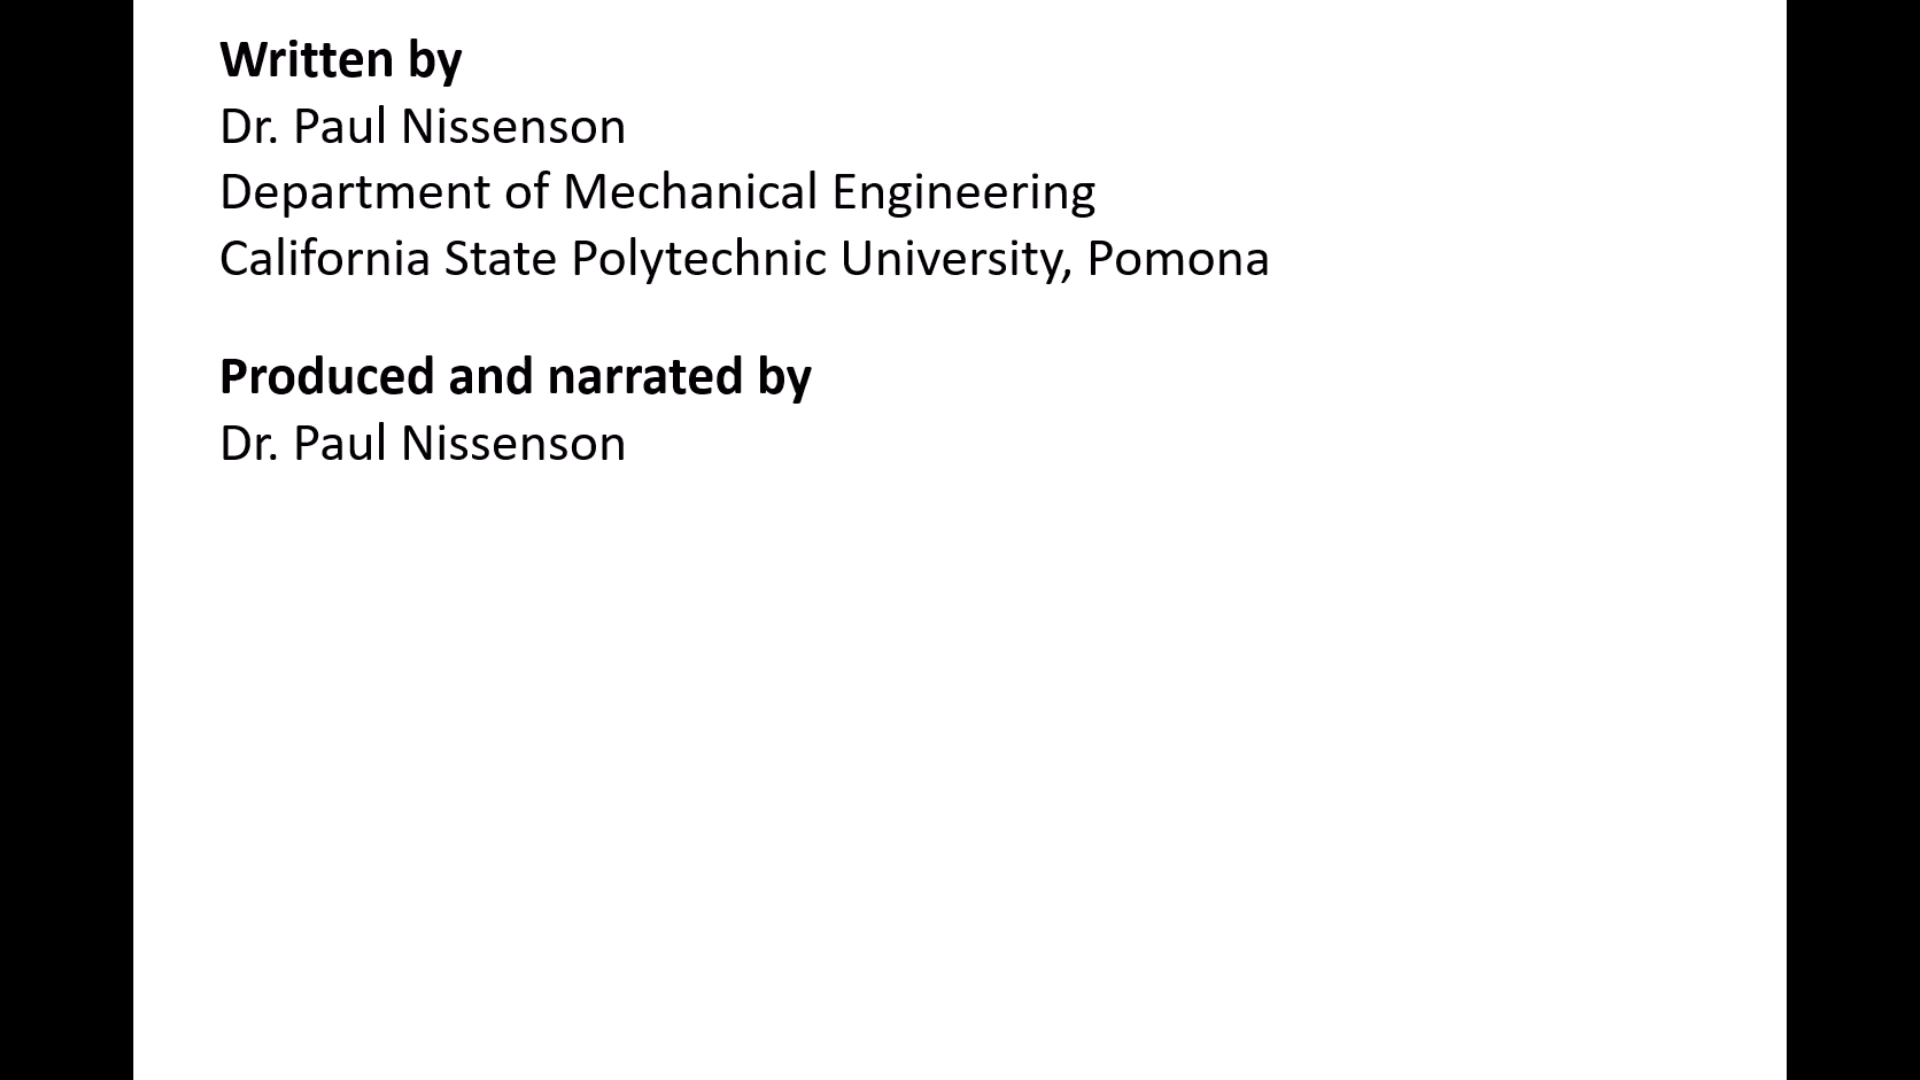 Written by
Dr. Paul Nissenson
Department of Mechanical Engineering
California State Polytechnic University, Pomona
Produced and narrated by
Dr. Paul Nissenson